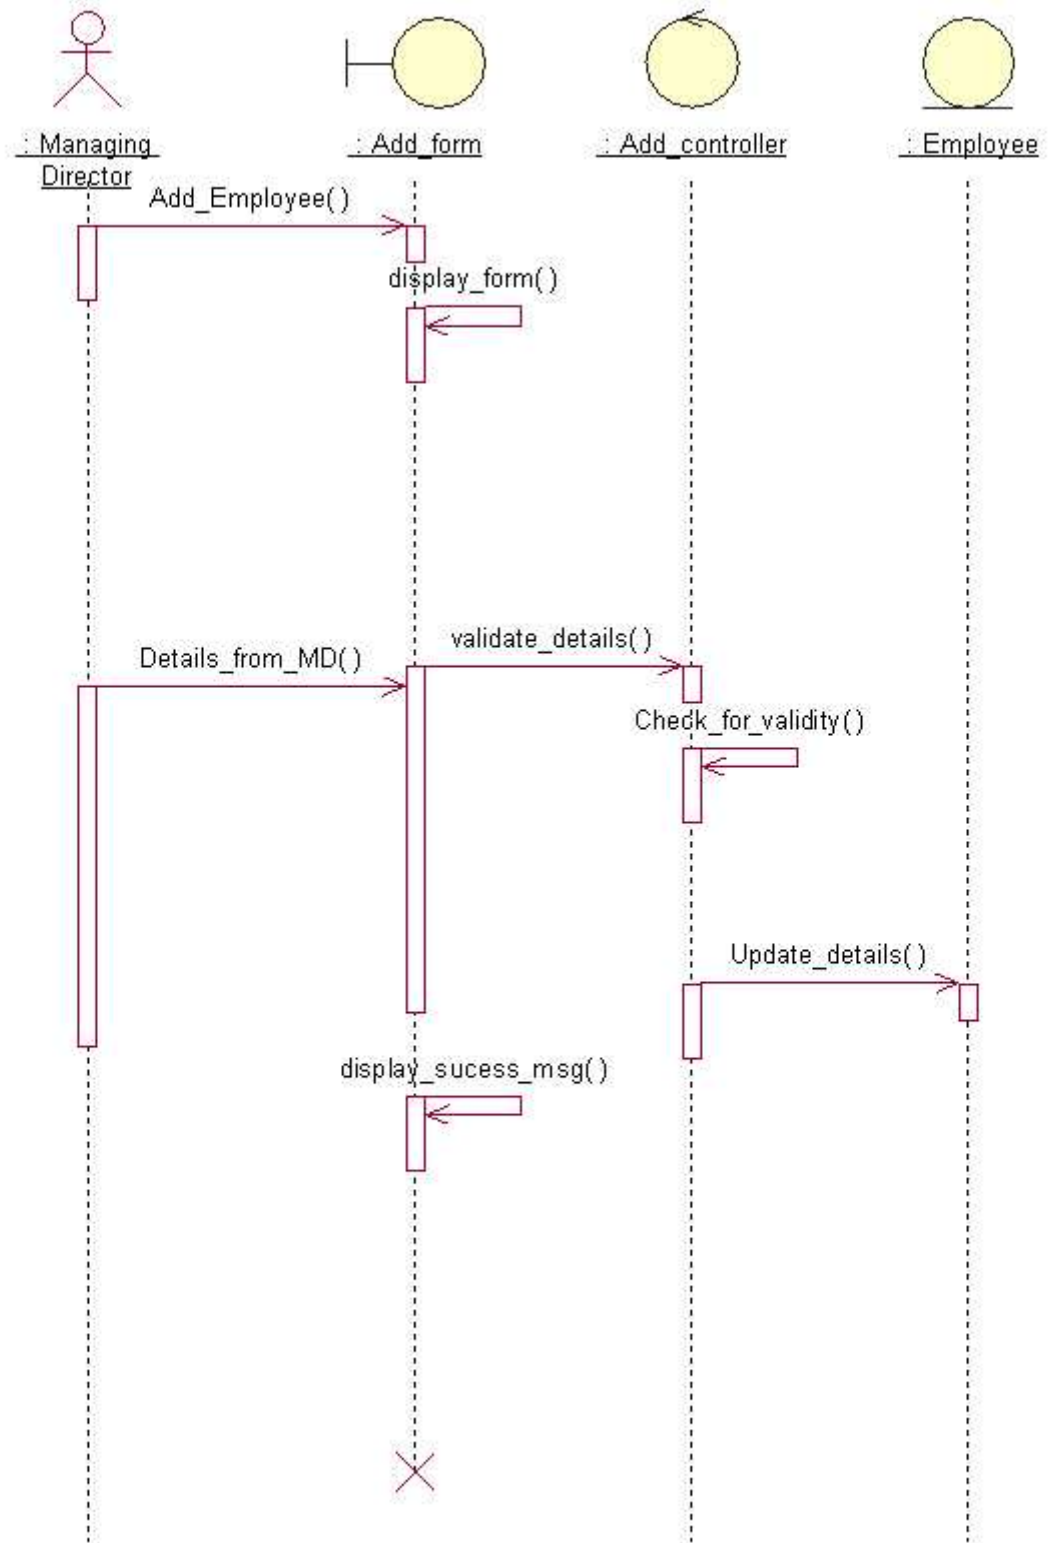 : Managing
Director
: Add_form
: Add_controller
: Employee
Add_Employee( )
display_form( )
validate_details( )
Details_from_MD( )
Check_for_validity( )
Update_details( )
display_sucess_msg( )